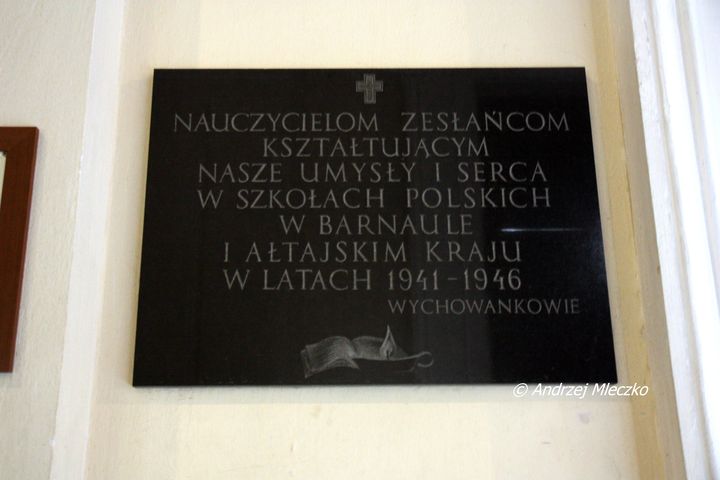 NAUCZYCIELOM ZESŁAŃCOM
KSZTAŁTUJĄCYM
NASZE UMYSŁY I SERCA
W SZKOŁACH POLSKICH
W BARNAULE
I AŁTAJSKIM KRAJU
W LATACH 1941-1946
WYCHOWANKOWIE
© Andrzej Mleczko